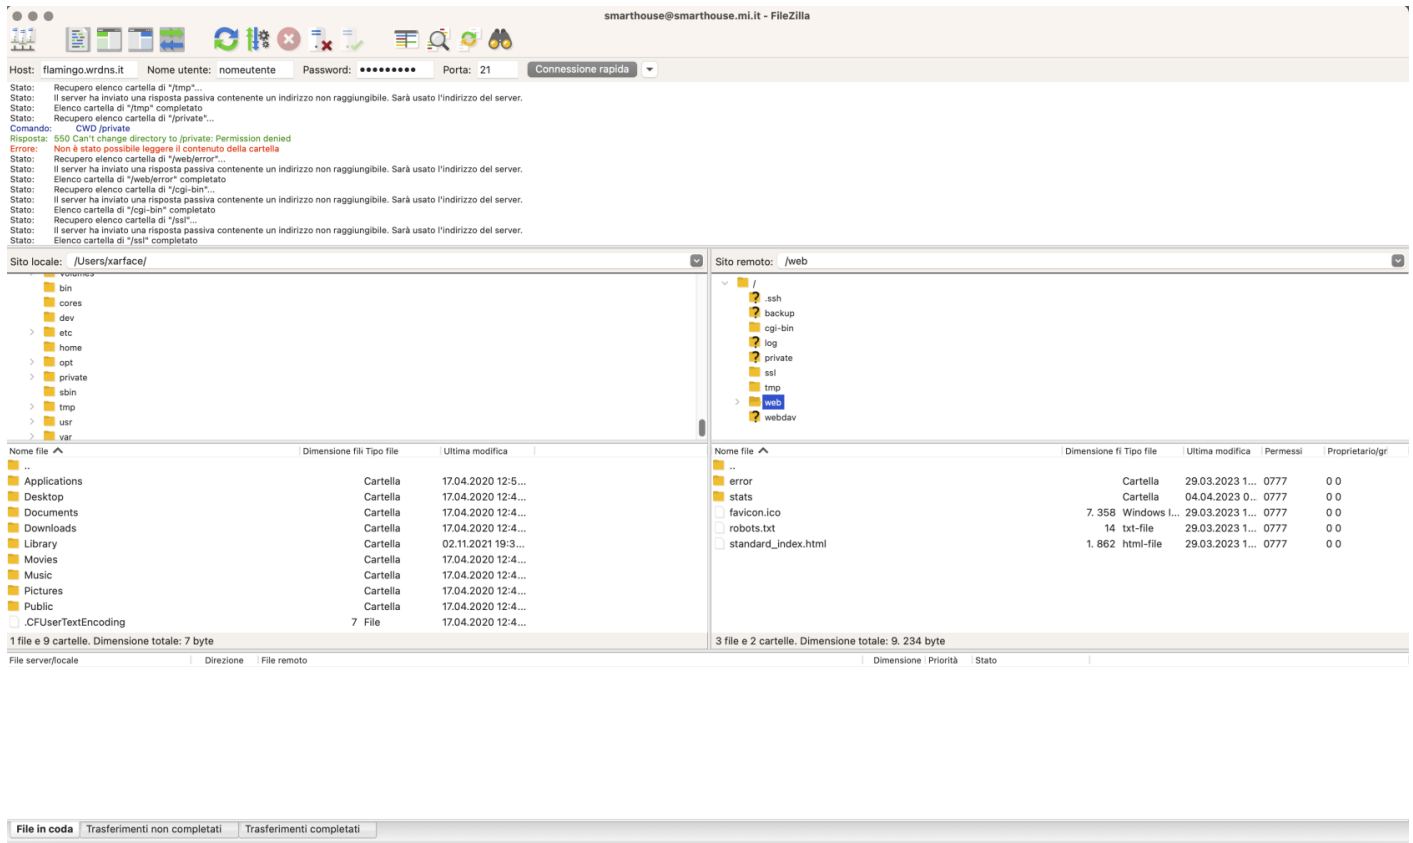 smarthouse@smarthouse.mi.it - FileZilla
Host: flamingo.wrdns.it Nome utente: nomeutente Password: ●●●●●●●●● Porta: 21 Connessione rapida
Stato: Recupero elenco cartella di "/tmp"...
Stato: Il server ha inviato una risposta passiva contenente un indirizzo non raggiungibile. Sarà usato l'indirizzo del server.
Stato: Elenco cartella di "/tmp" completato
Stato: Recupero elenco cartella di "/private"...
Comando: CWD /private
Risposta: 550 Can't change directory to /private: Permission denied
Errore: Non è stato possibile leggere il contenuto della cartella
Stato: Recupero elenco cartella di "/web/error"...
Stato: Il server ha inviato una risposta passiva contenente un indirizzo non raggiungibile. Sarà usato l'indirizzo del server.
Stato: Elenco cartella di "/web/error" completato
Stato: Recupero elenco cartella di "/cgi-bin"...
Stato: Il server ha inviato una risposta passiva contenente un indirizzo non raggiungibile. Sarà usato l'indirizzo del server.
Stato: Elenco cartella di "/cgi-bin" completato
Stato: Recupero elenco cartella di "/ssl"...
Stato: Il server ha inviato una risposta passiva contenente un indirizzo non raggiungibile. Sarà usato l'indirizzo del server.
Stato: Elenco cartella di "/ssl" completato
Sito locale: /Users/xarface/
Volumes
bin
cores
dev
etc
home
opt
private
sbin
tmp
usr
var
Nome file Dimensione file Tipo file Ultima modifica
..
Applications Cartella 17.04.2020 12:5...
Desktop Cartella 17.04.2020 12:4...
Documents Cartella 17.04.2020 12:4...
Downloads Cartella 17.04.2020 12:4...
Library Cartella 02.11.2021 19:3...
Movies Cartella 17.04.2020 12:4...
Music Cartella 17.04.2020 12:4...
Pictures Cartella 17.04.2020 12:4...
Public Cartella 17.04.2020 12:4...
.CFUserTextEncoding 7 File 17.04.2020 12:4...
1 file e 9 cartelle. Dimensione totale: 7 byte
Sito remoto: /web
/
.ssh
backup
cgi-bin
log
private
ssl
tmp
web
webdav
Nome file Dimensione fi Tipo file Ultima modifica Permessi Proprietario/gr
..
error Cartella 29.03.2023 1... 0777 0 0
stats Cartella 04.04.2023 0... 0777 0 0
favicon.ico 7. 358 Windows I... 29.03.2023 1... 0777 0 0
robots.txt 14 txt-file 29.03.2023 1... 0777 0 0
standard_index.html 1. 862 html-file 29.03.2023 1... 0777 0 0
3 file e 2 cartelle. Dimensione totale: 9. 234 byte
File server/locale Direzione File remoto Dimensione Priorità Stato
File in coda Trasferimenti non completati Trasferimenti completati